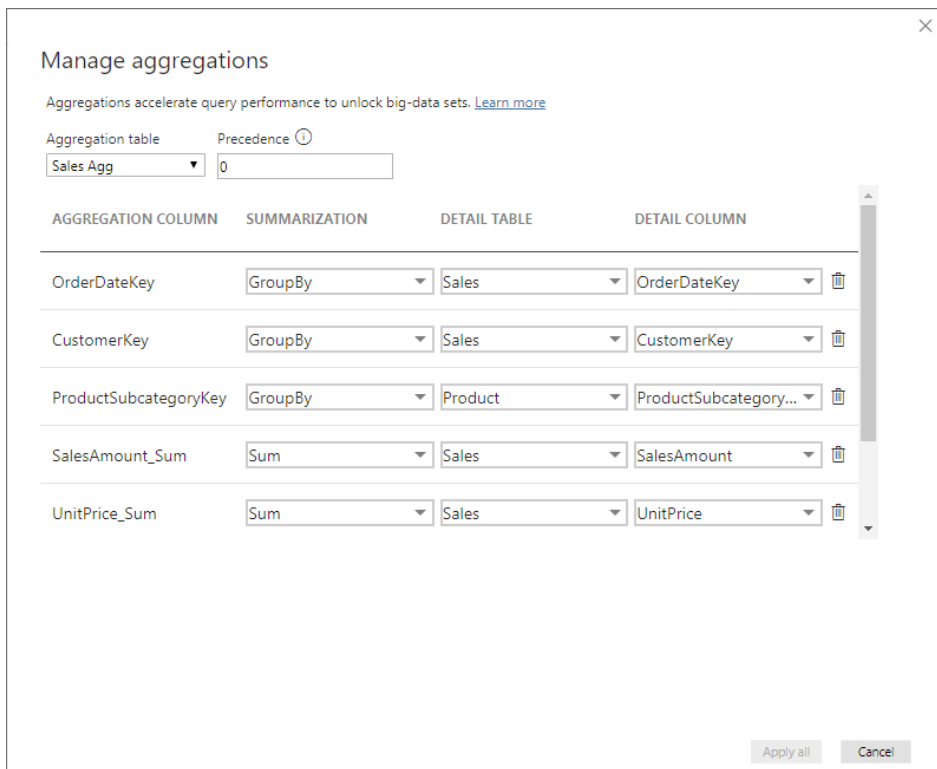 Manage aggregations
Aggregations accelerate query performance to unlock big-data sets. Learn more
Aggregation table Precedence
Sales Agg 0
AGGREGATION COLUMN SUMMARIZATION DETAIL TABLE DETAIL COLUMN
OrderDateKey GroupBy Sales OrderDateKey
CustomerKey GroupBy Sales CustomerKey
ProductSubcategoryKey GroupBy Product ProductSubcategory...
SalesAmount_Sum Sum Sales SalesAmount
UnitPrice_Sum Sum Sales UnitPrice
Apply all Cancel